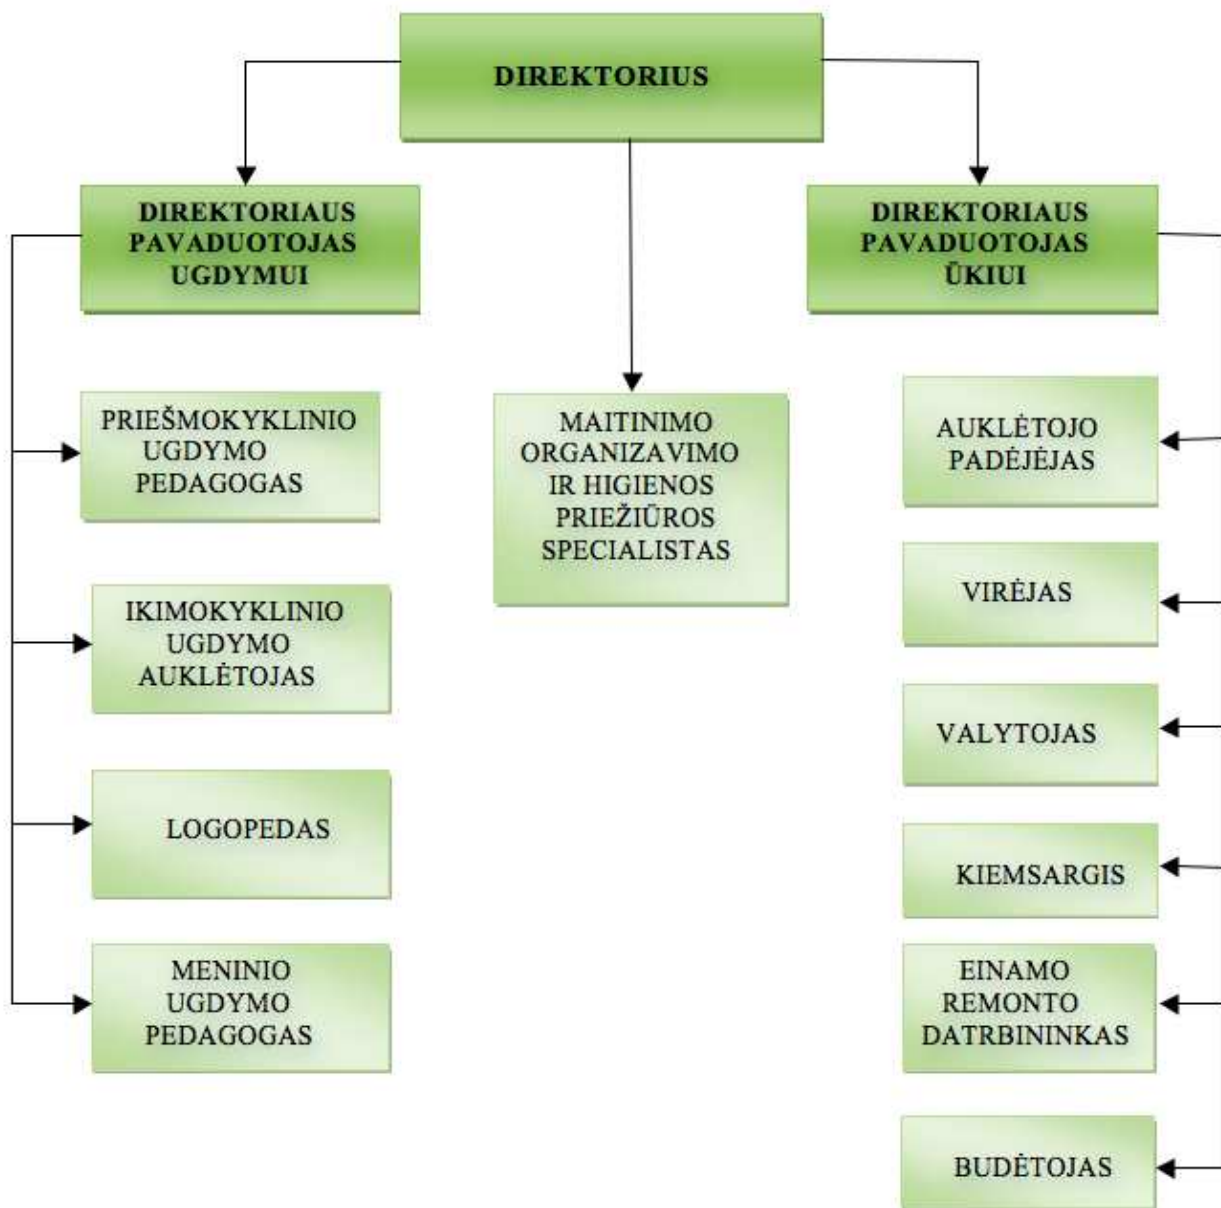 DIREKTORIUS
DIREKTORIAUS
PAVADUOTOJAS
UGDYMUI
DIREKTORIAUS
PAVADUOTOJAS
ŪKIUI
PRIEŠMOKYKLINIO
UGDYMO
PEDAGOGAS
IKIMOKYKLINIO
UGDYMO
AUKLĖTOJAS
LOGOPEDAS
MENINIO
UGDYMO
PEDAGOGAS
MAITINIMO
ORGANIZAVIMO
IR HIGIENOS
PRIEŽIŪROS
SPECIALISTAS
AUKLĖTOJO
PADĖJĖJAS
VIRĖJAS
VALYTOJAS
KIEMSARGIS
EINAMO
REMONTO
DATRBININKAS
BUDĖTOJAS